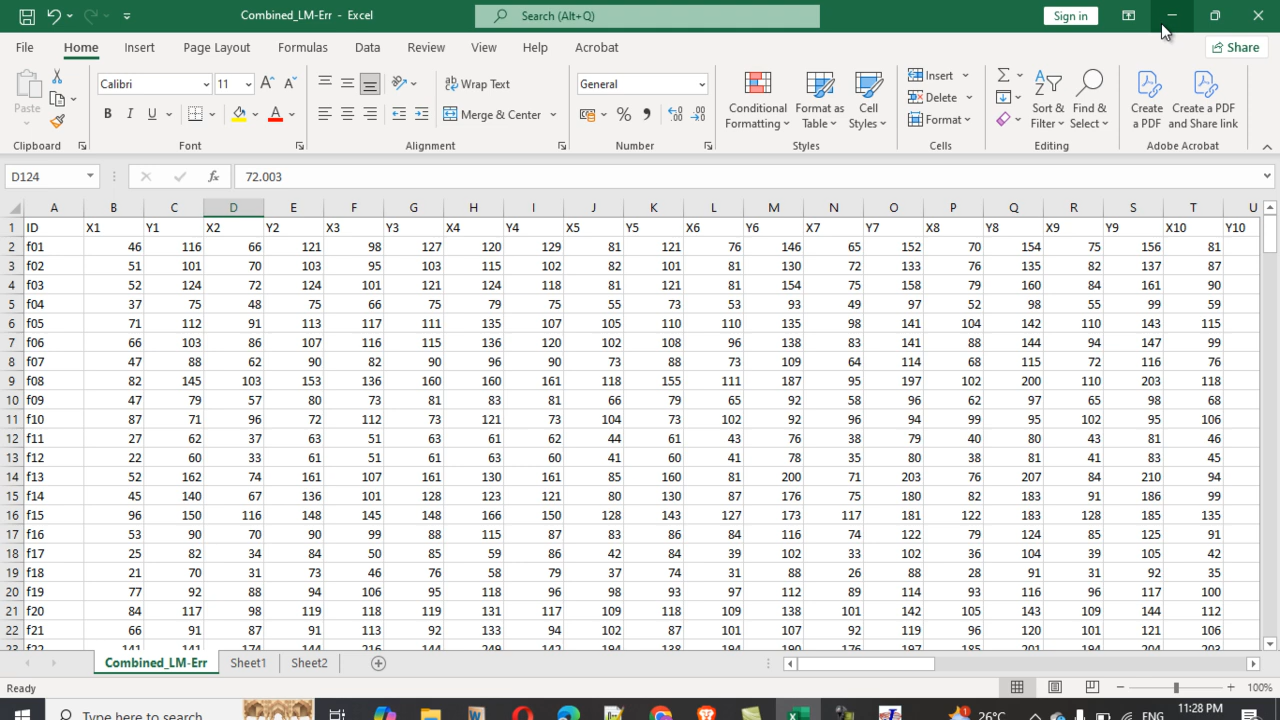 Combined_LM-Err - Excel
Search (Alt+Q)
Sign in
File Home Insert Page Layout Formulas Data Review View Help Acrobat Share
Paste
Calibri 11
B I U
Wrap Text
Merge & Center
General
Conditional Formatting
Format as Table
Cell Styles
Insert
Delete
Format
Sort & Filter
Find & Select
Create a PDF
Create a PDF and Share link
Clipboard Font Alignment Number Styles Cells Editing Adobe Acrobat
D124 fx 72.003
A B C D E F G H I J K L M N O P Q R S T U
1 ID X1 Y1 X2 Y2 X3 Y3 X4 Y4 X5 Y5 X6 Y6 X7 Y7 X8 Y8 X9 Y9 X10 Y10
2 f01 46 116 66 121 98 127 120 129 81 121 76 146 65 152 70 154 75 156 81
3 f02 51 101 70 103 95 103 115 102 82 101 81 130 72 133 76 135 82 137 87
4 f03 52 124 72 124 101 121 124 118 81 121 81 154 75 158 79 160 84 161 90
5 f04 37 75 48 75 66 75 79 75 55 73 53 93 49 97 52 98 55 99 59
6 f05 71 112 91 113 117 111 135 107 105 110 110 135 98 141 104 142 110 143 115
7 f06 66 103 86 107 116 115 136 120 102 108 96 138 83 141 88 144 94 147 99
8 f07 47 88 62 90 82 90 96 90 73 88 73 109 64 114 68 115 72 116 76
9 f08 82 145 103 153 136 160 160 161 118 155 111 187 95 197 102 200 110 203 118
10 f09 47 79 57 80 73 81 83 81 66 79 65 92 58 96 62 97 65 98 68
11 f10 87 71 96 72 112 73 121 73 104 73 102 92 96 94 99 95 102 95 106
12 f11 27 62 37 63 51 63 61 62 44 61 43 76 38 79 40 80 43 81 46
13 f12 22 60 33 61 51 61 63 60 41 60 41 78 35 80 38 81 41 83 45
14 f13 52 162 74 161 107 161 130 161 85 160 81 200 71 203 76 207 84 210 94
15 f14 45 140 67 136 101 128 123 121 80 130 87 176 75 180 82 183 91 186 99
16 f15 96 150 116 148 145 148 166 150 128 143 127 173 117 181 122 183 128 185 135
17 f16 53 90 70 90 99 88 115 87 83 86 84 116 74 122 79 124 85 125 91
18 f17 25 82 34 84 50 85 59 86 42 84 39 102 33 102 36 104 39 105 42
19 f18 21 70 31 73 46 76 58 79 37 74 31 88 26 88 28 91 31 92 35
20 f19 77 92 88 94 106 95 118 96 98 93 97 112 89 114 93 116 96 117 100
21 f20 84 117 98 119 118 119 131 117 109 118 109 138 101 142 105 143 109 144 112
22 f21 66 91 87 91 113 92 133 94 102 87 101 107 92 119 96 120 101 121 106
Combined_LM-Err Sheet1 Sheet2
Ready 100%
Type here to search 26°C ENG 11:28 PM